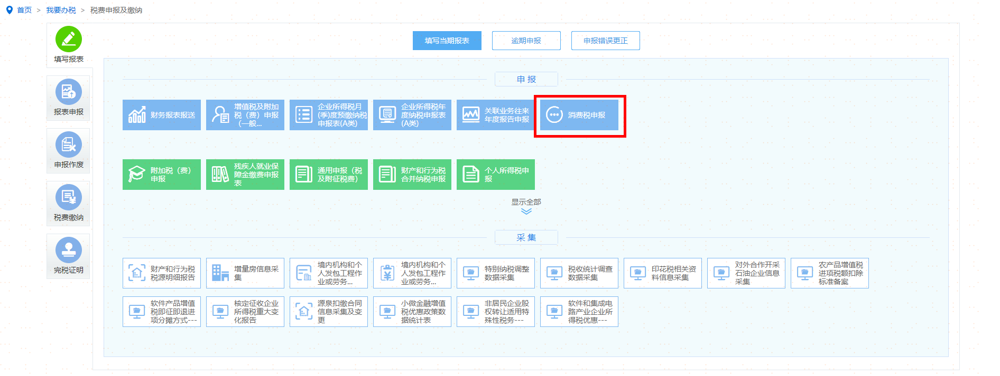 首页 > 我要办税 > 税费申报及缴纳
填写报表
报表申报
申报作废
税费缴纳
完税证明
填写当期报表
逾期申报
申报错误更正
申 报
财务报表报送
增值税及附加
税（费）申报
（一般...
企业所得税月
(季)度预缴纳税
申报表(A类)
企业所得税年
度纳税申报表
(A类)
关联业务往来
年度报告申报
消费税申报
附加税（费）
申报
残疾人就业保
障金缴费申报
表
通用申报（税
及附征税费）
财产和行为税
合并纳税申报
个人所得税申
报
显示全部
采 集
财产和行为税
税源明细报告
增量房信息采
集
境内机构和个
人发包工程作
业或劳务...
境内机构和个
人发包工程作
业或劳务...
特别纳税调整
数据采集
税收统计调查
数据采集
印花税相关资
料信息采集
对外合作开采
石油企业信息
采集
农产品增值税
进项税额扣除
标准备案
软件产品增值
税即征即退进
项分摊方式---
核定征收企业
所得税重大变
化报告
源泉扣缴合同
信息采集及变
更
小微金融增值
税优惠政策数
据统计表
非居民企业股
权转让适用特
殊性税务---
软件和集成电
路产业企业所
得税优惠---